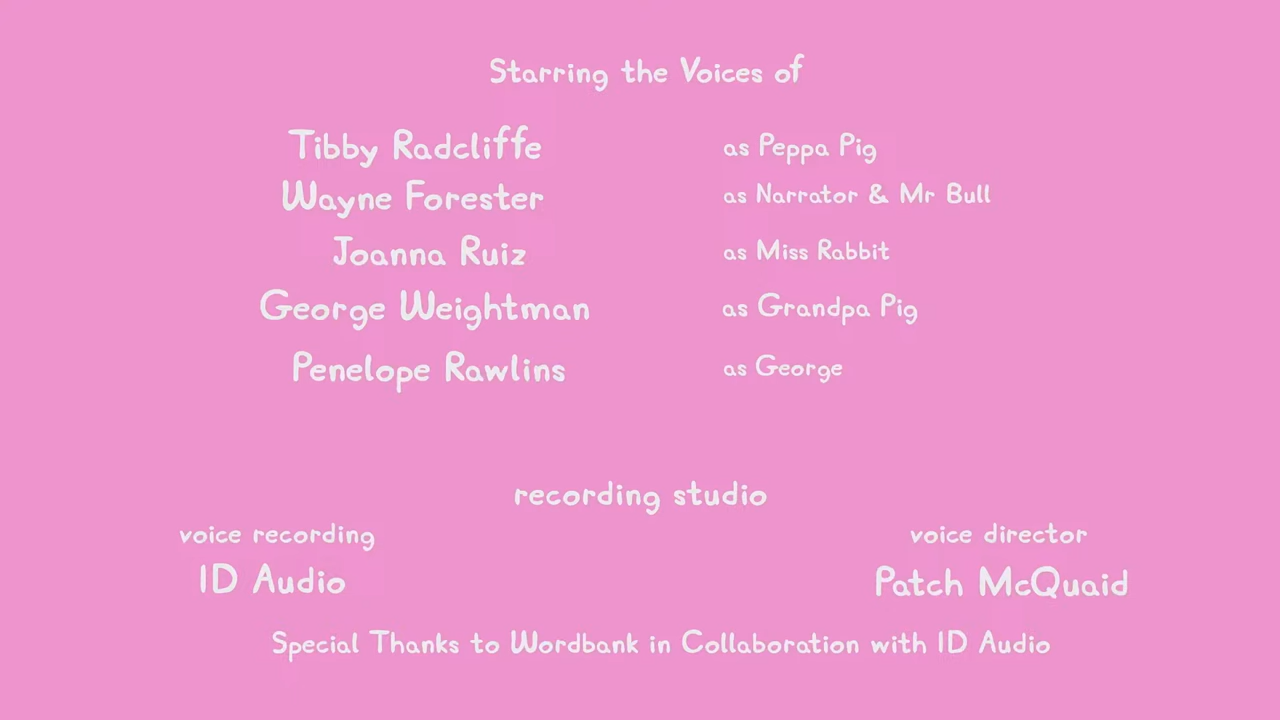 Starring the Voices of
Tibby Radcliffe as Peppa Pig
Wayne Forester as Narrator & Mr Bull
Joanna Ruiz as Miss Rabbit
George Weightman as Grandpa Pig
Penelope Rawlins as George
recording studio
voice recording voice director
ID Audio Patch McQuaid
Special Thanks to Wordbank in Collaboration with ID Audio